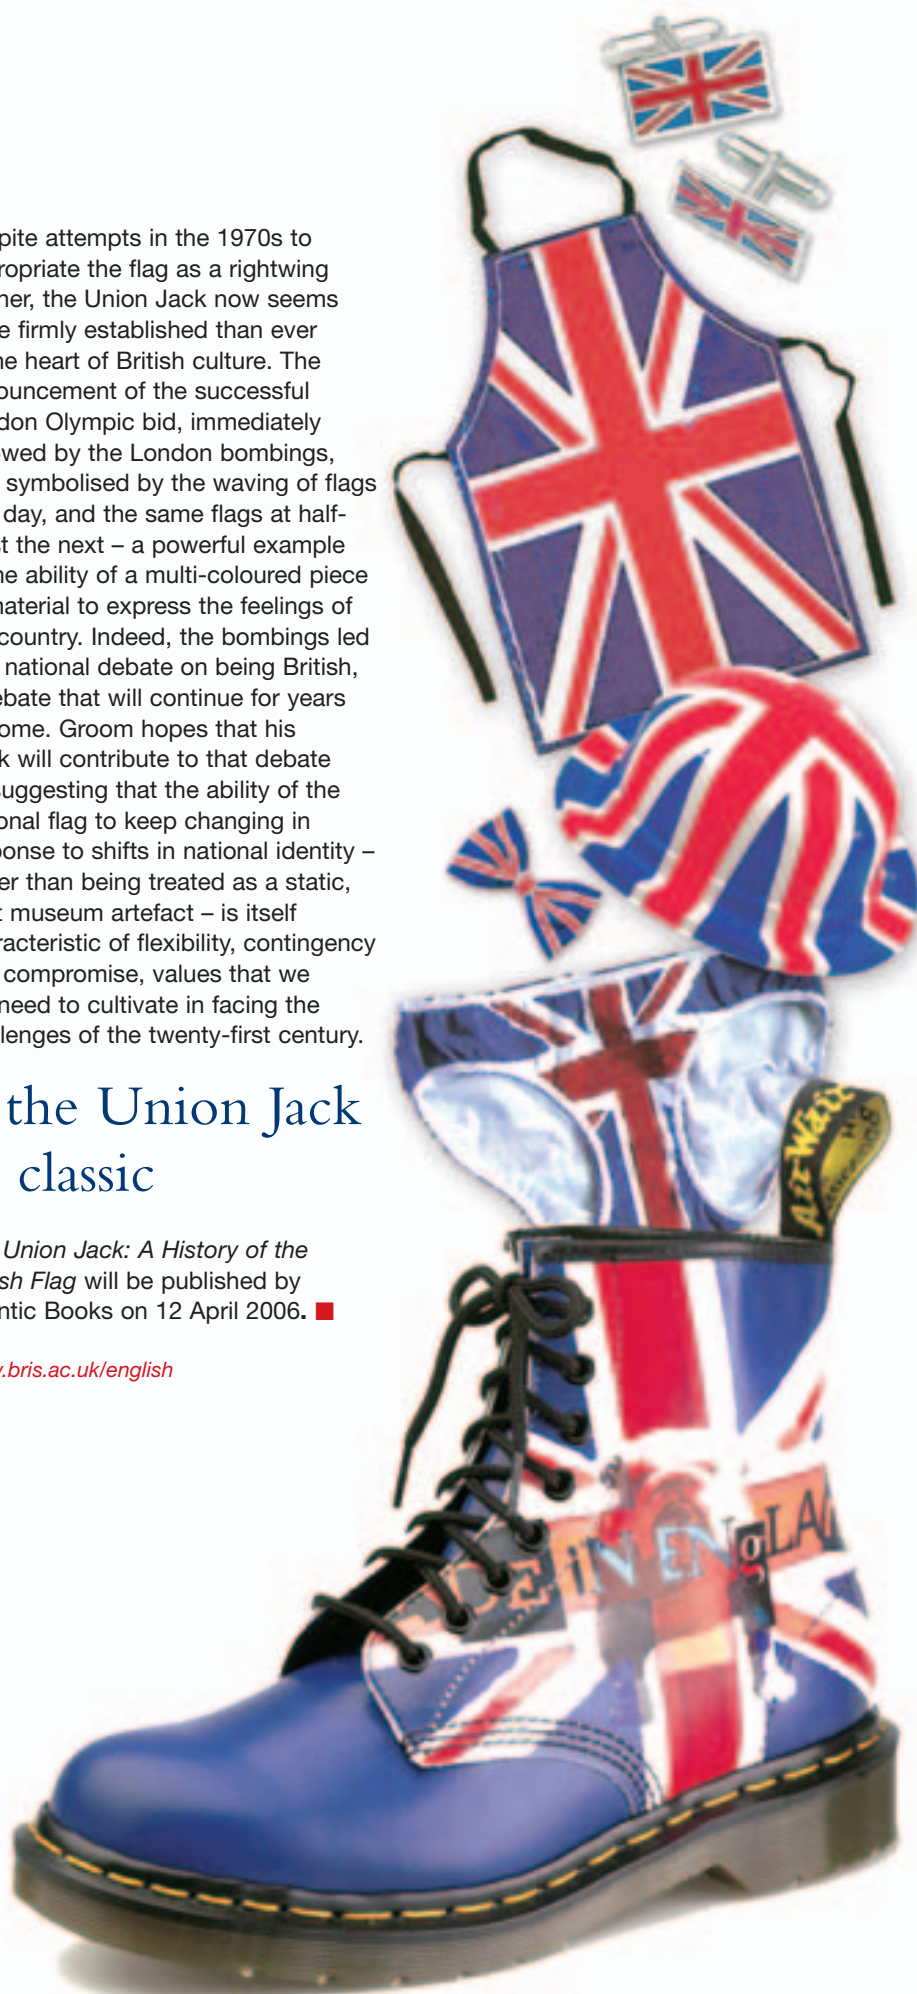 pite attempts in the 1970s to
ropriate the flag as a rightwing
ner, the Union Jack now seems
e firmly established than ever
ne heart of British culture. The
ouncement of the successful
don Olympic bid, immediately
wed by the London bombings,
symbolised by the waving of flags
day, and the same flags at half-
t the next – a powerful example
ne ability of a multi-coloured piece
naterial to express the feelings of
country. Indeed, the bombings led
national debate on being British,
ebate that will continue for years
ome. Groom hopes that his
k will contribute to that debate
suggesting that the ability of the
onal flag to keep changing in
ponse to shifts in national identity –
er than being treated as a static,
t museum artefact – is itself
racteristic of flexibility, contingency
compromise, values that we
need to cultivate in facing the
lenges of the twenty-first century.
the Union Jack
classic
Union Jack: A History of the
sh Flag will be published by
ntic Books on 12 April 2006. ■
v.bris.ac.uk/english
AirWair
DE iN ENgLA